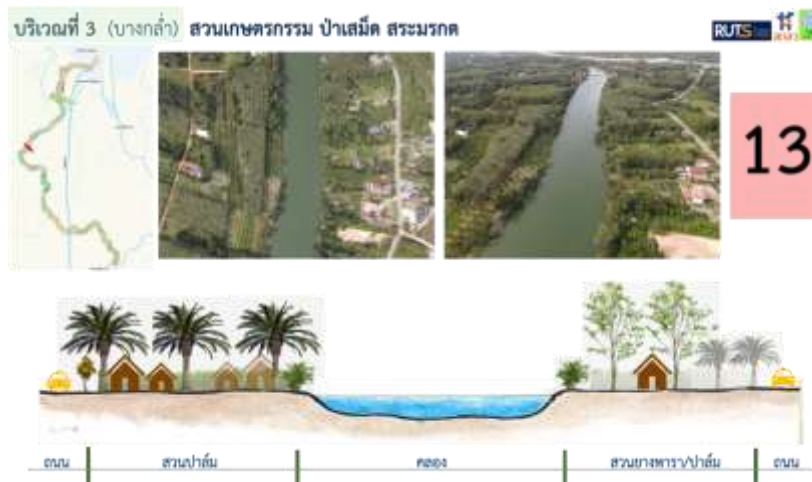 บริเวณที่ 3 (บางกล่ำ) สวนเกษตรกรรม ป่าเสม็ด สระมรกต
RUTS
13
ถนน สวนปาล์ม คลอง สวนยางพารา/ปาล์ม ถนน